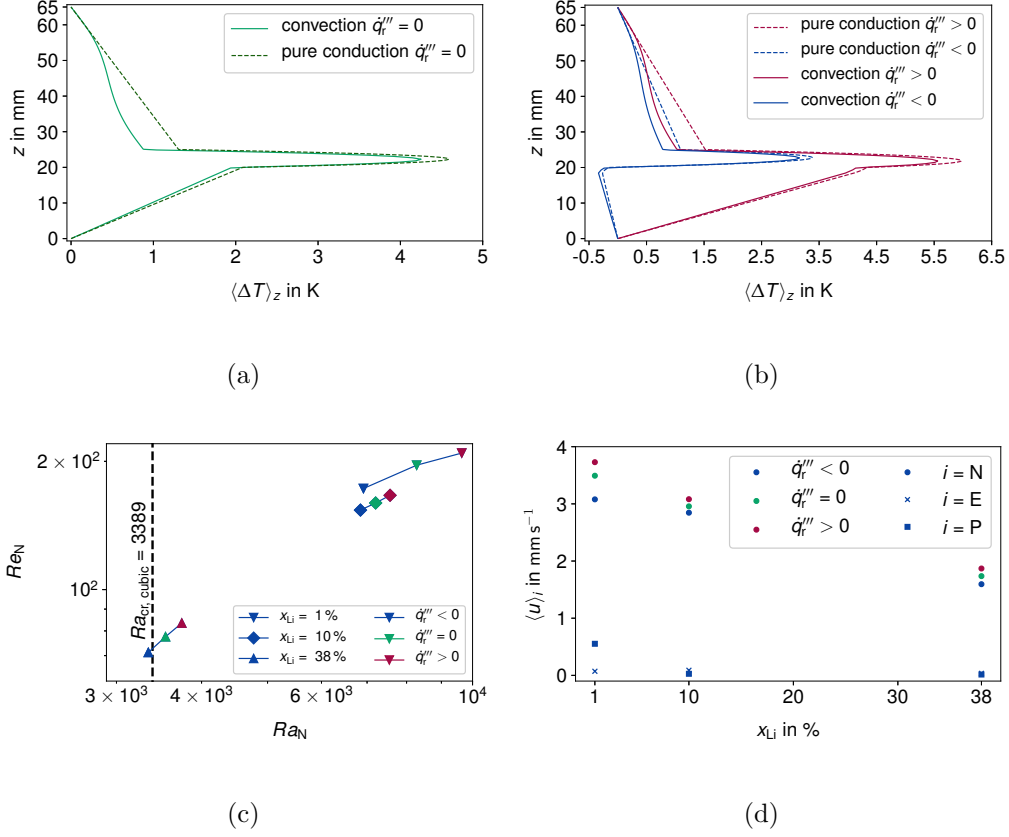 65
60
50
40
30
20
10
0
z in mm
0
1
2
3
4
5
⟨ΔT⟩z in K
convection q̇r‴ = 0
pure conduction q̇r‴ = 0
(a)
65
60
50
40
30
20
10
0
z in mm
-0.5
0.5
1.5
2.5
3.5
4.5
5.5
6.5
⟨ΔT⟩z in K
pure conduction q̇r‴ > 0
pure conduction q̇r‴ < 0
convection q̇r‴ > 0
convection q̇r‴ < 0
(b)
2 × 10²
10²
ReN
Racr, cubic = 3389
xLi = 1 %
xLi = 10 %
xLi = 38 %
q̇r‴ < 0
q̇r‴ = 0
q̇r‴ > 0
3 × 10³
4 × 10³
6 × 10³
10⁴
RaN
(c)
4
3
2
1
0
⟨u⟩i in mm s⁻¹
q̇r‴ < 0
q̇r‴ = 0
q̇r‴ > 0
i = N
i = E
i = P
1
10
20
30
38
xLi in %
(d)